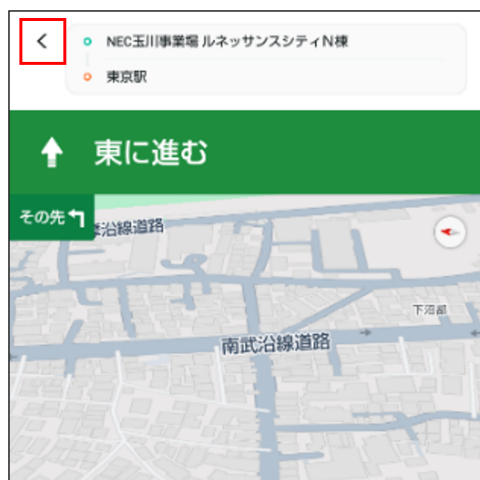 NEC玉川事業場 ルネッサンスシティN棟
東京駅
東に進む
その先
沿線道路
下沼部
南武沿線道路